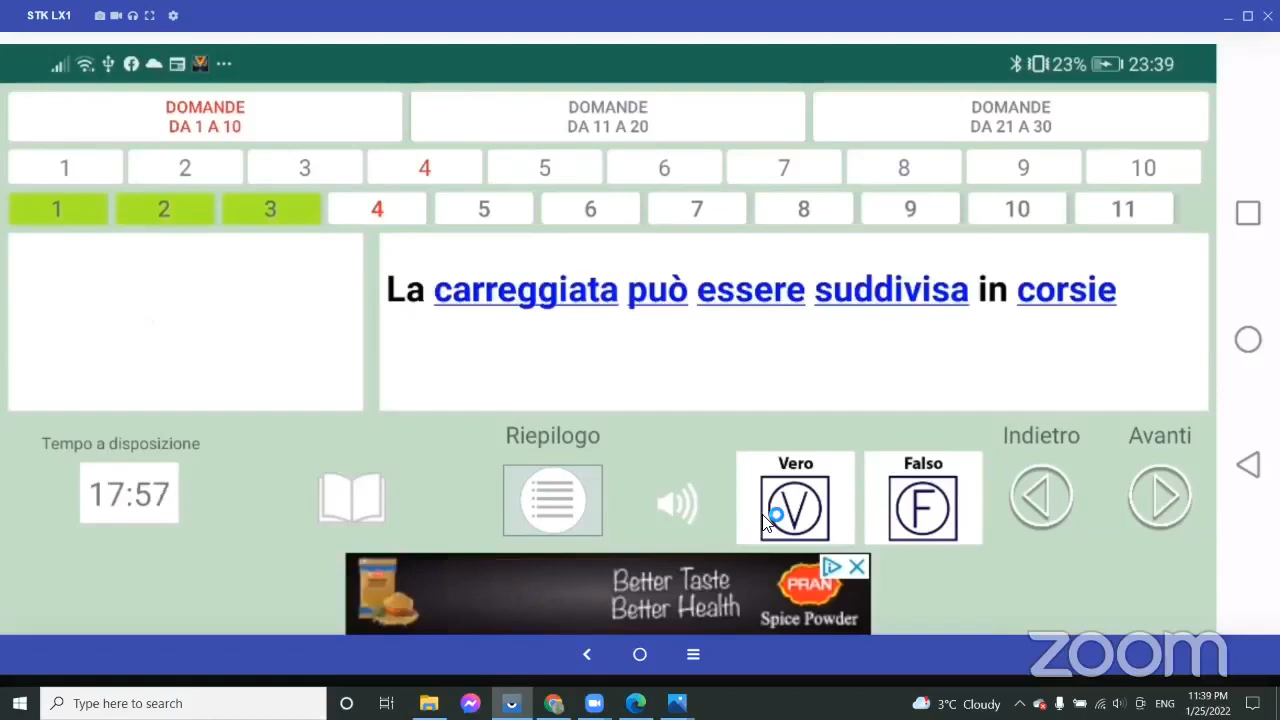 STK LX1
23% 23:39
DOMANDE
DA 1 A 10
DOMANDE
DA 11 A 20
DOMANDE
DA 21 A 30
1 2 3 4 5 6 7 8 9 10
1 2 3 4 5 6 7 8 9 10 11
La carreggiata può essere suddivisa in corsie
Tempo a disposizione
17:57
Riepilogo
Vero
V
Falso
F
Indietro
Avanti
Better Taste
Better Health
PRAN
Spice Powder
zoom
Type here to search
3°C Cloudy
ENG
11:39 PM
1/25/2022